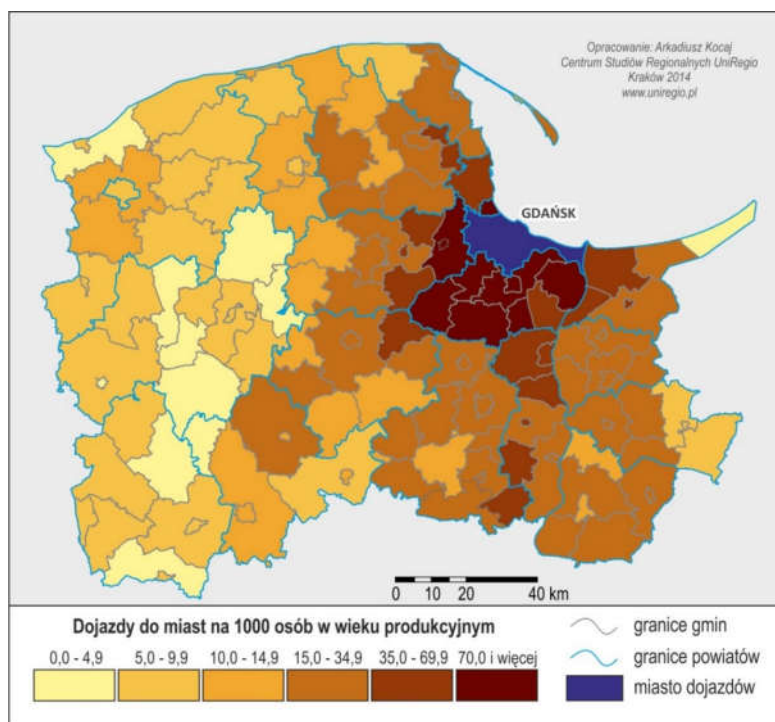 Opracowanie: Arkadiusz Kocaj
Centrum Studiów Regionalnych UniRegio
Kraków 2014
www.uniregio.pl
GDAŃSK
0 10 20 40 km
Dojazdy do miast na 1000 osób w wieku produkcyjnym
0,0 - 4,9 5,0 - 9,9 10,0 - 14,9 15,0 - 34,9 35,0 - 69,9 70,0 i więcej
granice gmin
granice powiatów
miasto dojazdów